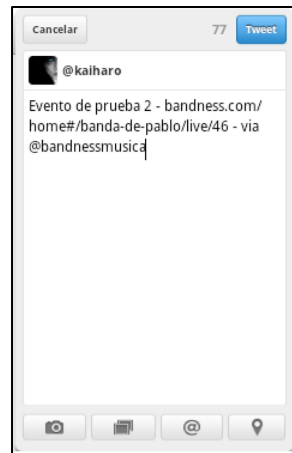 Cancelar 77 Tweet
@kaiharo
Evento de prueba 2 - bandness.com/
home#/banda-de-pablo/live/46 - via
@bandnessmusica
@